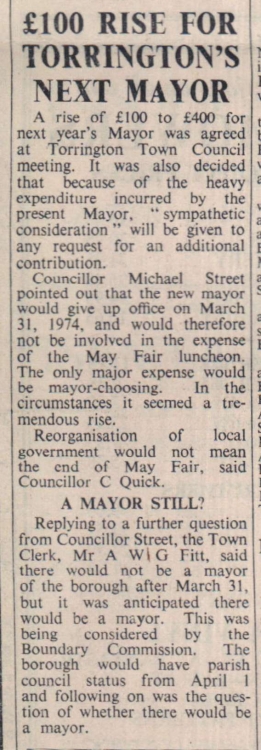 £100 RISE FOR
TORRINGTON'S
NEXT MAYOR
A rise of £100 to £400 for
next year's Mayor was agreed
at Torrington Town Council
meeting. It was also decided
that because of the heavy
expenditure incurred by the
present Mayor, "sympathetic
consideration" will be given to
any request for an additional
contribution.
Councillor Michael Street
pointed out that the new mayor
would give up office on March
31, 1974, and would therefore
not be involved in the expense
of the May Fair luncheon.
The only major expense would
be mayor-choosing. In the
circumstances it seemed a tre-
mendous rise.
Reorganisation of local
government would not mean
the end of May Fair, said
Councillor C Quick.
A MAYOR STILL?
Replying to a further question
from Councillor Street, the Town
Clerk, Mr A W G Fitt, said
there would not be a mayor
of the borough after March 31,
but it was anticipated there
would be a mayor. This was
being considered by the
Boundary Commission. The
borough would have parish
council status from April 1
and following on was the ques-
tion of whether there would be
a mayor.